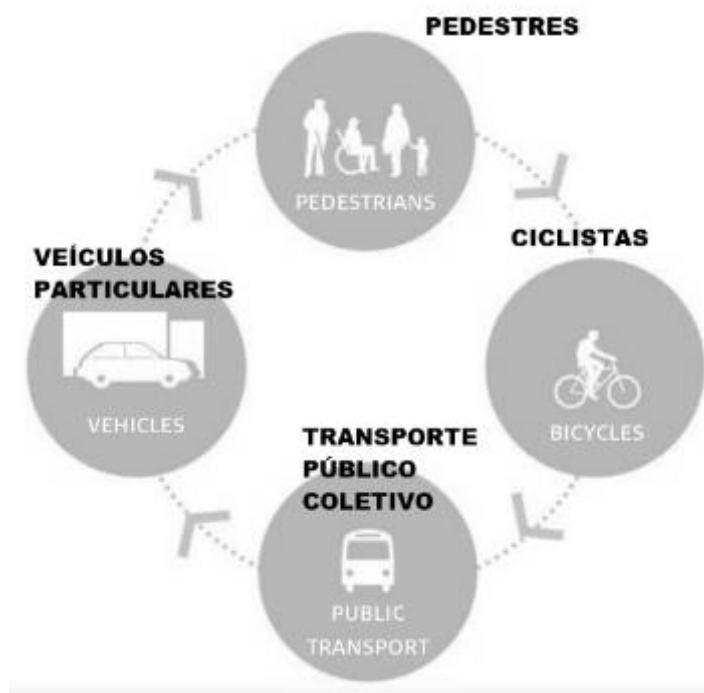 PEDESTRES
PEDESTRIANS
CICLISTAS
VEÍCULOS
PARTICULARES
VEHICLES
BICYCLES
TRANSPORTE
PÚBLICO
COLETIVO
PUBLIC
TRANSPORT